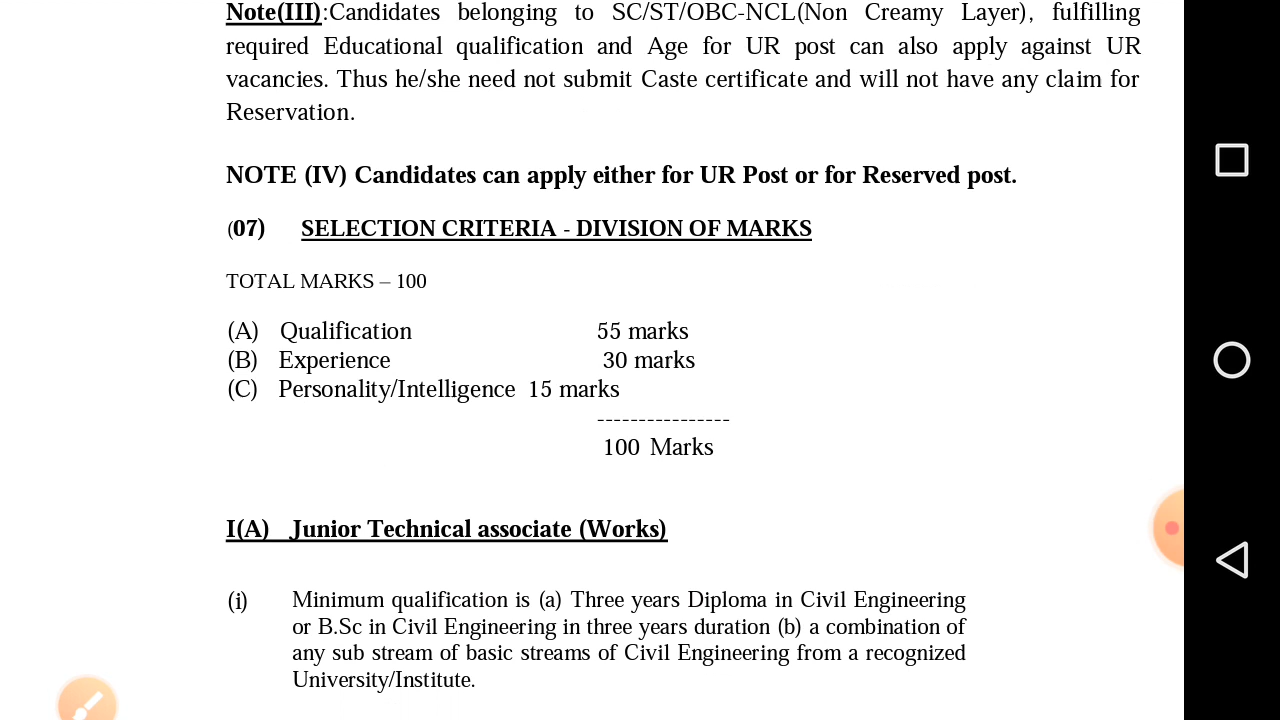 Note(III):Candidates belonging to SC/ST/OBC-NCL(Non Creamy Layer), fulfilling
required Educational qualification and Age for UR post can also apply against UR
vacancies. Thus he/she need not submit Caste certificate and will not have any claim for
Reservation.
NOTE (IV) Candidates can apply either for UR Post or for Reserved post.
(07) SELECTION CRITERIA - DIVISION OF MARKS
TOTAL MARKS – 100
(A) Qualification 55 marks
(B) Experience 30 marks
(C) Personality/Intelligence 15 marks
----------------
100 Marks
I(A) Junior Technical associate (Works)
(i) Minimum qualification is (a) Three years Diploma in Civil Engineering
or B.Sc in Civil Engineering in three years duration (b) a combination of
any sub stream of basic streams of Civil Engineering from a recognized
University/Institute.